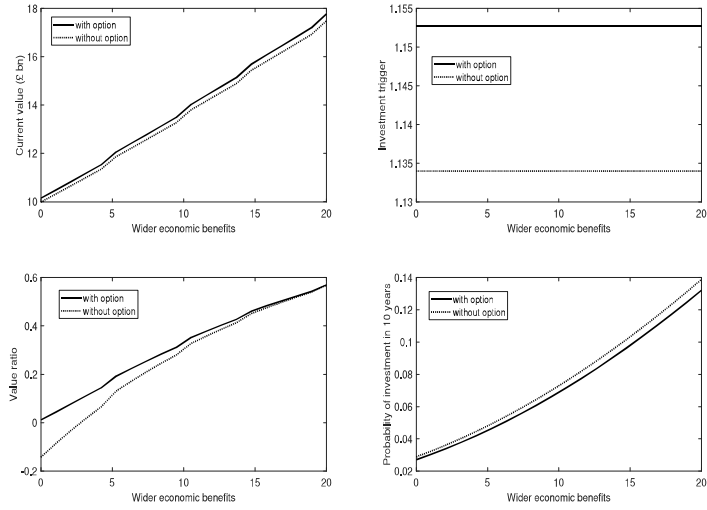 18
16
14
12
10
Current value (£ bn)
with option
without option
0 5 10 15 20
Wider economic benefits
1.155
1.15
1.145
1.14
1.135
1.13
Investment trigger
with option
without option
0 5 10 15 20
Wider economic benefits
0.6
0.4
0.2
0
-0.2
Value ratio
with option
without option
0 5 10 15 20
Wider economic benefits
0.14
0.12
0.1
0.08
0.06
0.04
0.02
Probability of investment in 10 years
with option
without option
0 5 10 15 20
Wider economic benefits